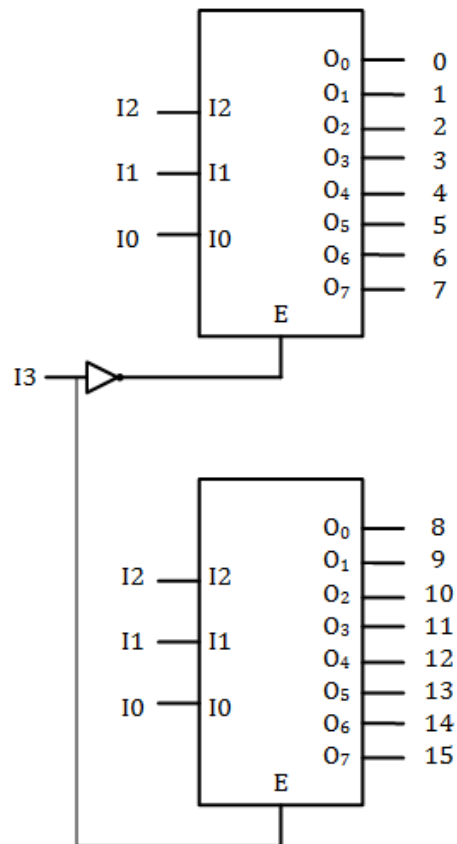 O₀ 0
O₁ 1
I2 I2
O₂ 2
O₃ 3
I1 I1
O₄ 4
O₅ 5
I0 I0
O₆ 6
O₇ 7
E
I3
O₀ 8
O₁ 9
I2 I2
O₂ 10
O₃ 11
I1 I1
O₄ 12
O₅ 13
I0 I0
O₆ 14
O₇ 15
E